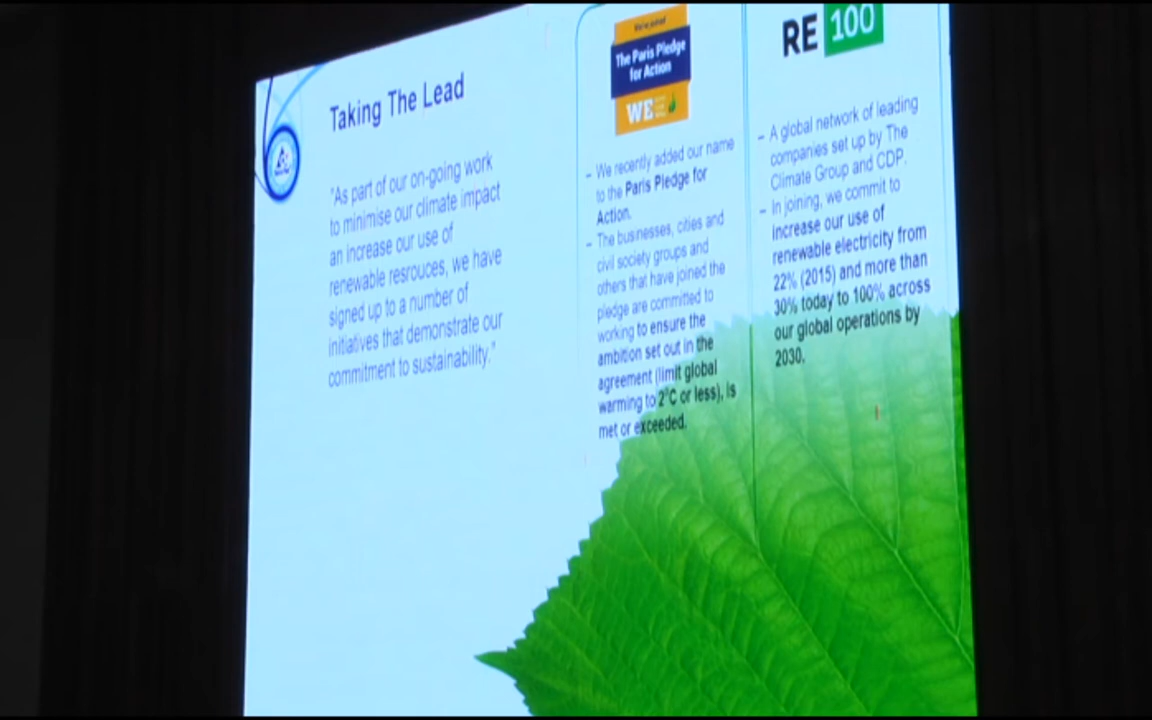 Taking The Lead
"As part of our on-going work
to minimise our climate impact
an increase our use of
renewable resrouces, we have
signed up to a number of
initiatives that demonstrate our
commitment to sustainability."
The Paris Pledge
for Action
WE
– We recently added our name
to the Paris Pledge for
Action.
– The businesses, cities and
civil society groups and
others that have joined the
pledge are committed to
working to ensure the
ambition set out in the
agreement (limit global
warming to 2°C or less), is
met or exceeded.
RE 100
– A global network of leading
companies set up by The
Climate Group and CDP.
– In joining, we commit to
increase our use of
renewable electricity from
22% (2015) and more than
30% today to 100% across
our global operations by
2030.